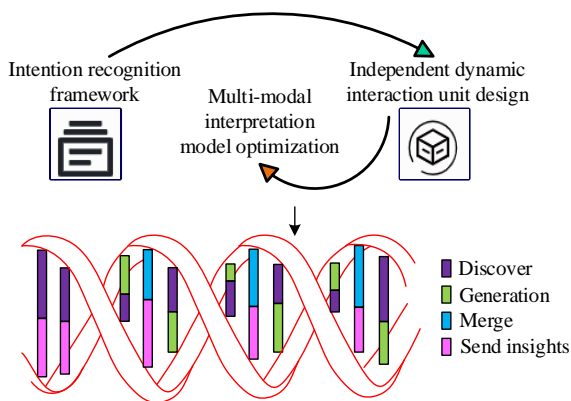 Intention recognition
framework
Independent dynamic
interaction unit design
Multi-modal
interpretation
model optimization
Discover
Generation
Merge
Send insights